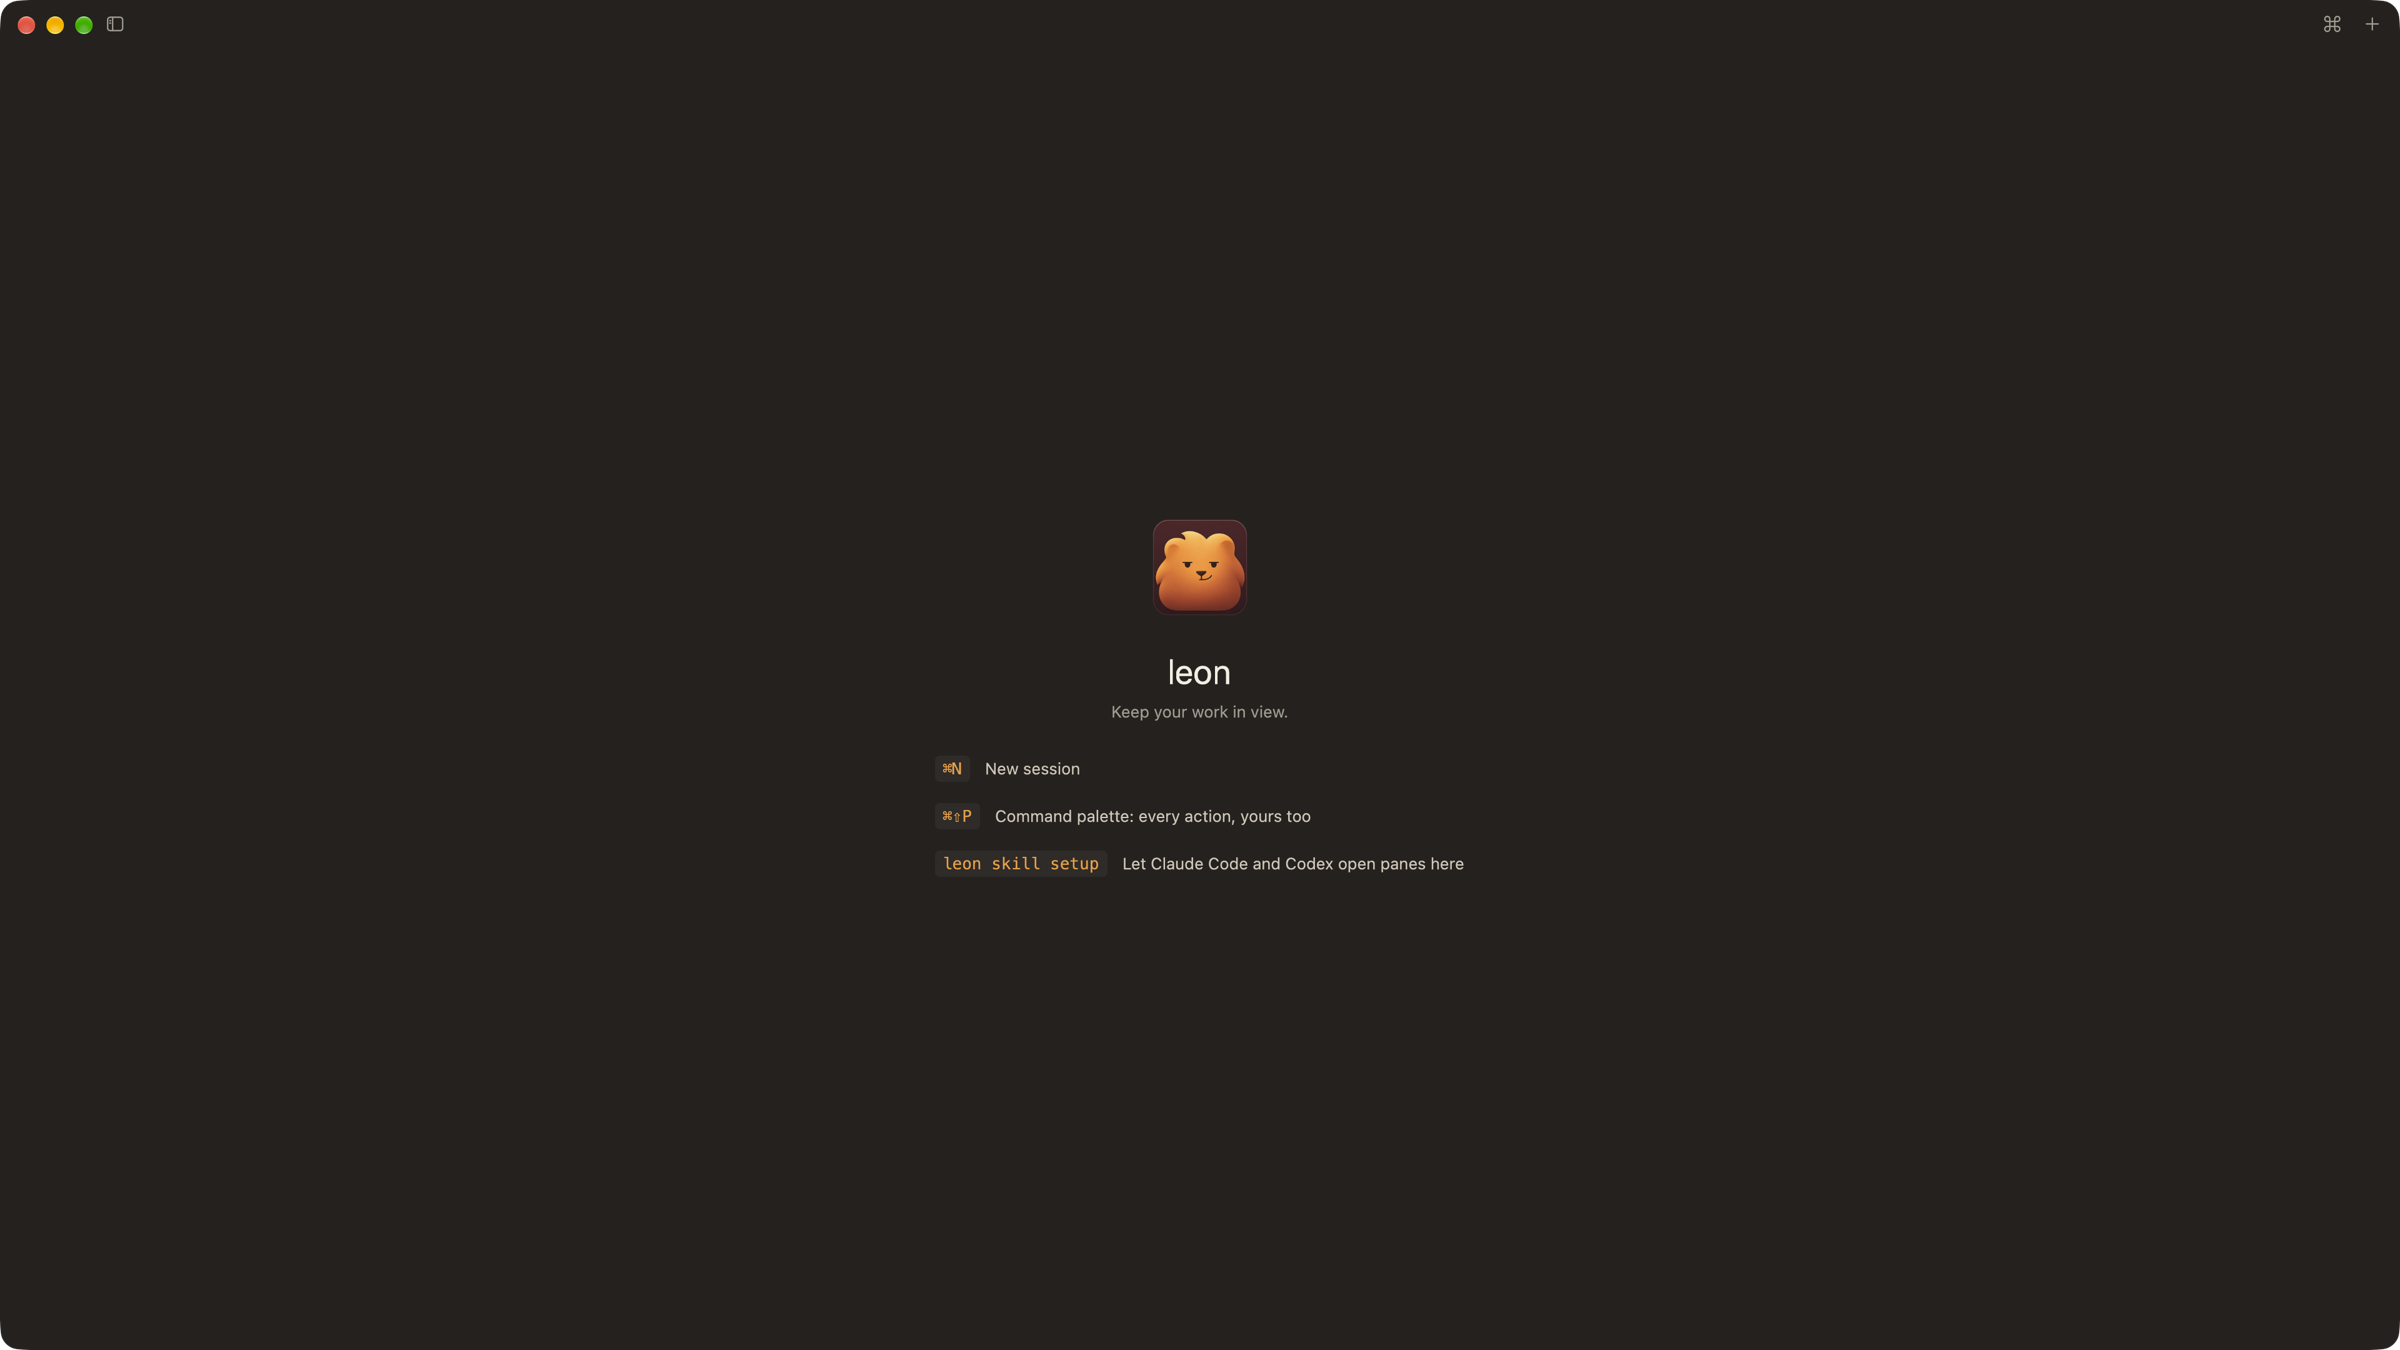 leon
Keep your work in view.
⌘N New session
⌘⇧P Command palette: every action, yours too
leon skill setup Let Claude Code and Codex open panes here